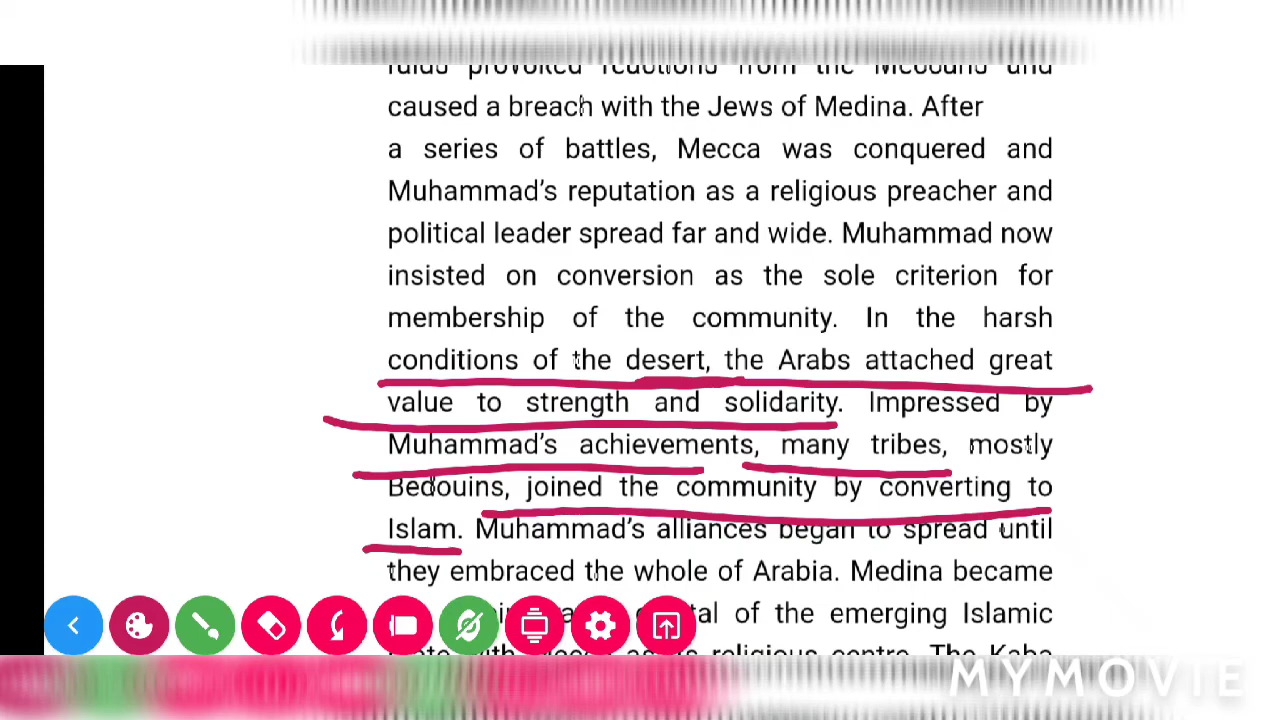 caused a breach with the Jews of Medina. After
a series of battles, Mecca was conquered and
Muhammad's reputation as a religious preacher and
political leader spread far and wide. Muhammad now
insisted on conversion as the sole criterion for
membership of the community. In the harsh
conditions of the desert, the Arabs attached great
value to strength and solidarity. Impressed by
Muhammad's achievements, many tribes, mostly
Bedouins, joined the community by converting to
Islam. Muhammad's alliances began to spread until
they embraced the whole of Arabia. Medina became
of the emerging Islamic
religious centre. The Kaba
MYMOVIE